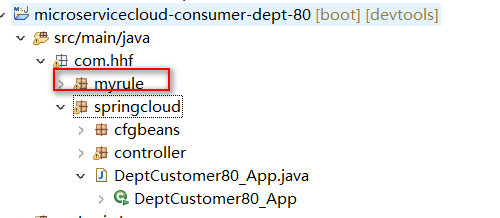 microservicecloud-consumer-dept-80 [boot] [devtools]
src/main/java
com.hhf
myrule
springcloud
cfgbeans
controller
DeptCustomer80_App.java
DeptCustomer80_App